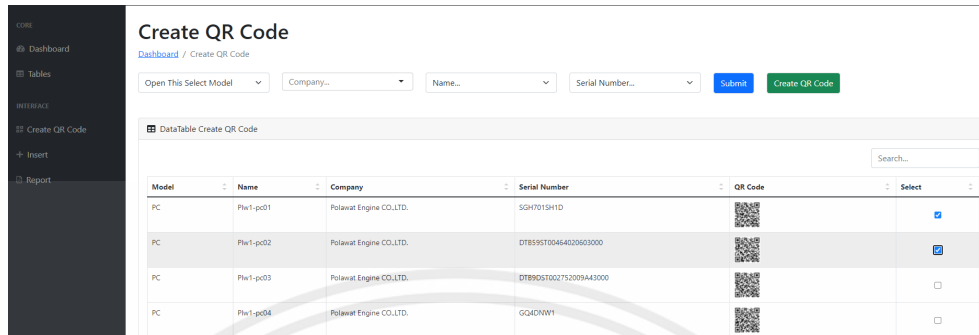 CORE
Dashboard
Tables
INTERFACE
Create QR Code
Insert
Report
Create QR Code
Dashboard / Create QR Code
Open This Select Model
Company...
Name...
Serial Number...
Submit
Create QR Code
DataTable Create QR Code
Search...
Model Name Company Serial Number QR Code Select
PC Plw1-pc01 Polawat Engine CO.,LTD. SGH701SH1D
PC Plw1-pc02 Polawat Engine CO.,LTD. DTB59ST00464020603000
PC Plw1-pc03 Polawat Engine CO.,LTD. DTB9DST002752009A43000
PC Plw1-pc04 Polawat Engine CO.,LTD. GQ4DNW1